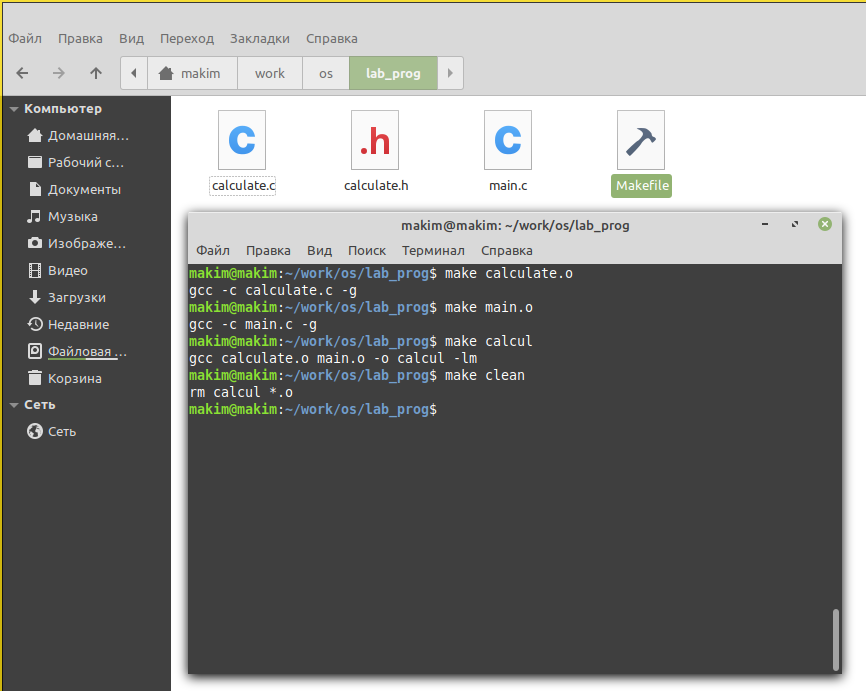 Файл Правка Вид Переход Закладки Справка
makim work os lab_prog
Компьютер
Домашняя...
Рабочий с...
Документы
Музыка
Изображе...
Видео
Загрузки
Недавние
Файловая ...
Корзина
Сеть
Сеть
C .h C
calculate.c calculate.h main.c Makefile
makim@makim: ~/work/os/lab_prog
Файл Правка Вид Поиск Терминал Справка
makim@makim:~/work/os/lab_prog$ make calculate.o
gcc -c calculate.c -g
makim@makim:~/work/os/lab_prog$ make main.o
gcc -c main.c -g
makim@makim:~/work/os/lab_prog$ make calcul
gcc calculate.o main.o -o calcul -lm
makim@makim:~/work/os/lab_prog$ make clean
rm calcul *.o
makim@makim:~/work/os/lab_prog$